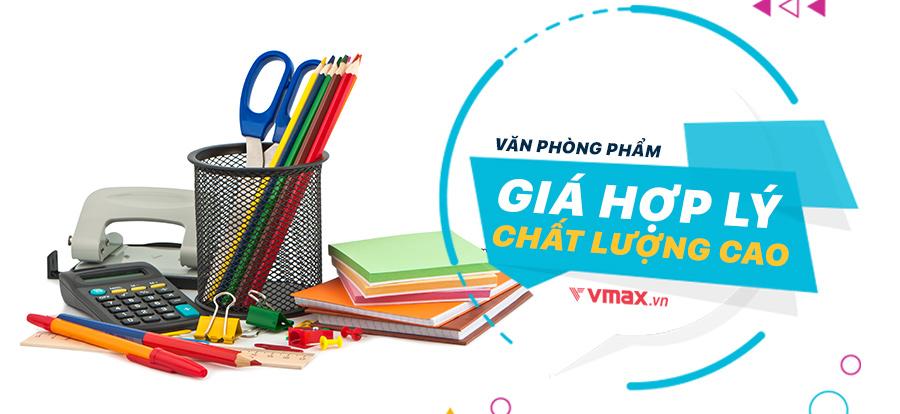 VĂN PHÒNG PHẨM
GIÁ HỢP LÝ
CHẤT LƯỢNG CAO
vmax.vn